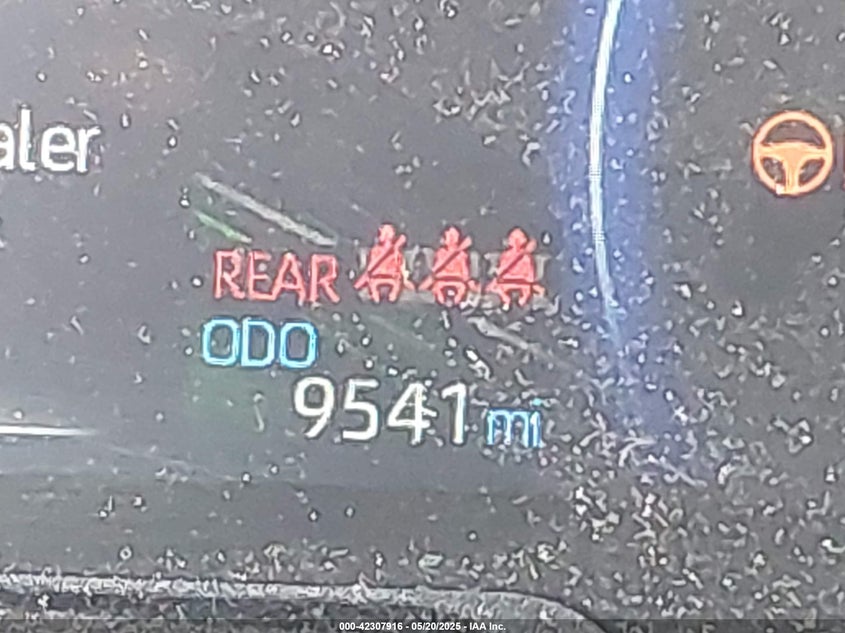 aler
REAR
ODO
9541 mi
000-42307916 - 05/20/2025 - IAA Inc.